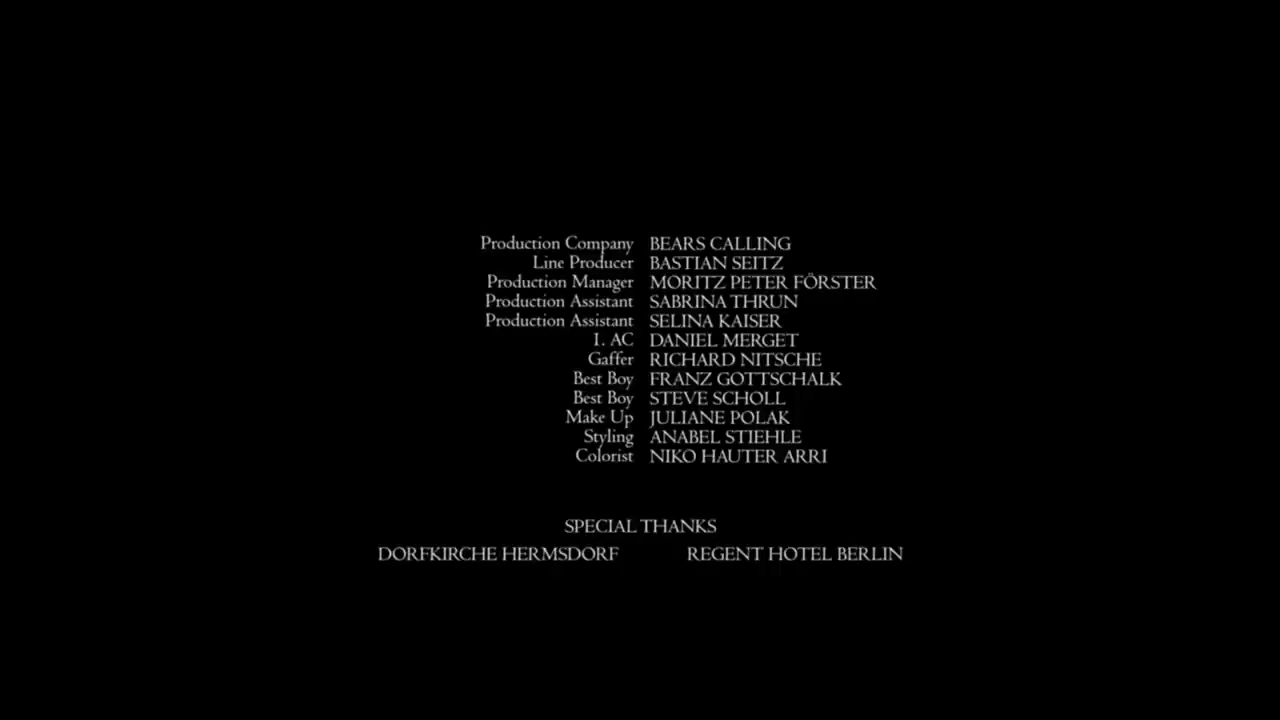 Production Company BEARS CALLING
Line Producer BASTIAN SEITZ
Production Manager MORITZ PETER FÖRSTER
Production Assistant SABRINA THRUN
Production Assistant SELINA KAISER
1. AC DANIEL MERGET
Gaffer RICHARD NITSCHE
Best Boy FRANZ GOTTSCHALK
Best Boy STEVE SCHOLL
Make Up JULIANE POLAK
Styling ANABEL STIEHLE
Colorist NIKO HAUTER ARRI
SPECIAL THANKS
DORFKIRCHE HERMSDORF REGENT HOTEL BERLIN